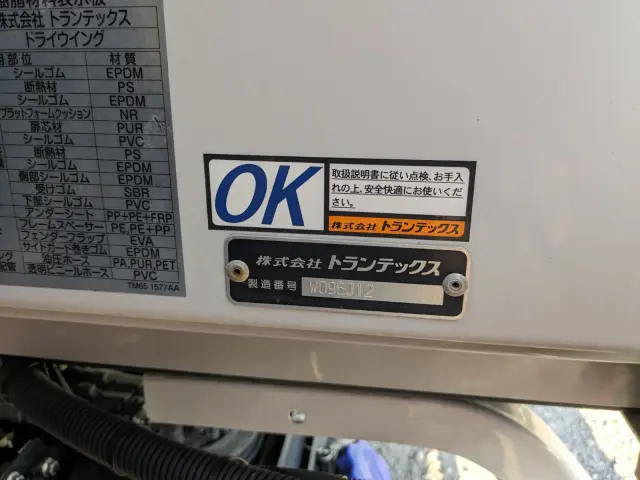 樹脂材料表示板
株式会社 トランテックス
ドライウイング
用部位 材質
シールゴム EPDM
断熱材 PS
シールゴム EPDM
プラットフォームクッション NR
扉芯材 PUR
シールゴム PVC
断熱材 PS
シールゴム EPDM
側部シールゴム EPDM
受けゴム SBR
下部シールゴム PVC
アンダーシート PP+PE+FRP
フレームスペーサー PE,PE+PP
フラップ EVA
サイドガード巻きゴム EPDM
油圧ホース PA,PUR,PET
配管 透明ビニールホース PVC
TM65 1577AA
OK
取扱説明書に従い点検、お手入
れの上、安全快適にお使いくだ
さい。
株式会社 トランテックス
株式会社 トランテックス
製造番号 W096J12